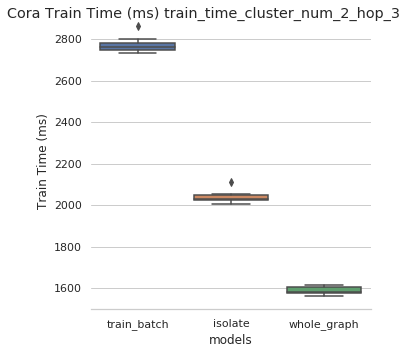 Cora Train Time (ms) train_time_cluster_num_2_hop_3
2800
2600
2400
2200
2000
1800
1600
Train Time (ms)
train_batch isolate whole_graph
models